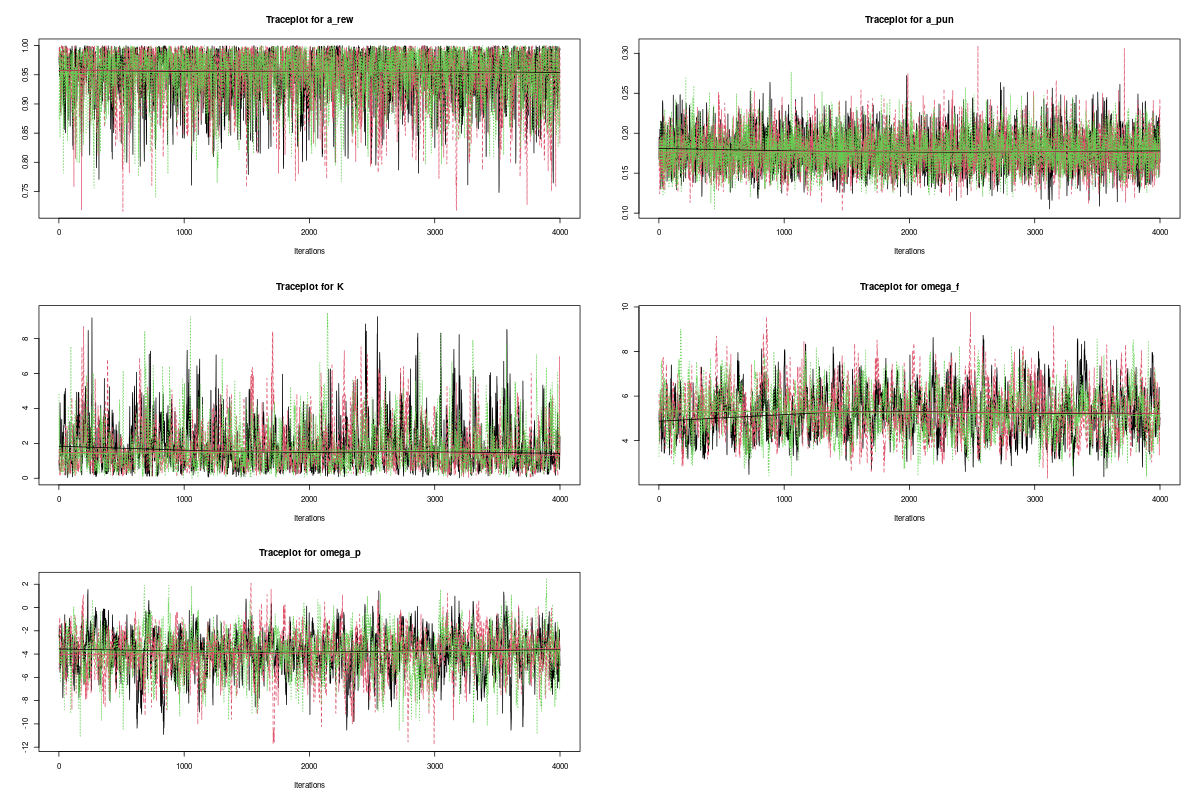 Traceplot for a_rew
1.00
0.95
0.90
0.85
0.80
0.75
0 1000 2000 3000 4000
Iterations
Traceplot for a_pun
0.30
0.25
0.20
0.15
0.10
0 1000 2000 3000 4000
Iterations
Traceplot for K
8
6
4
2
0
0 1000 2000 3000 4000
Iterations
Traceplot for omega_f
10
8
6
4
0 1000 2000 3000 4000
Iterations
Traceplot for omega_p
2
0
-2
-4
-6
-8
-10
-12
0 1000 2000 3000 4000
Iterations